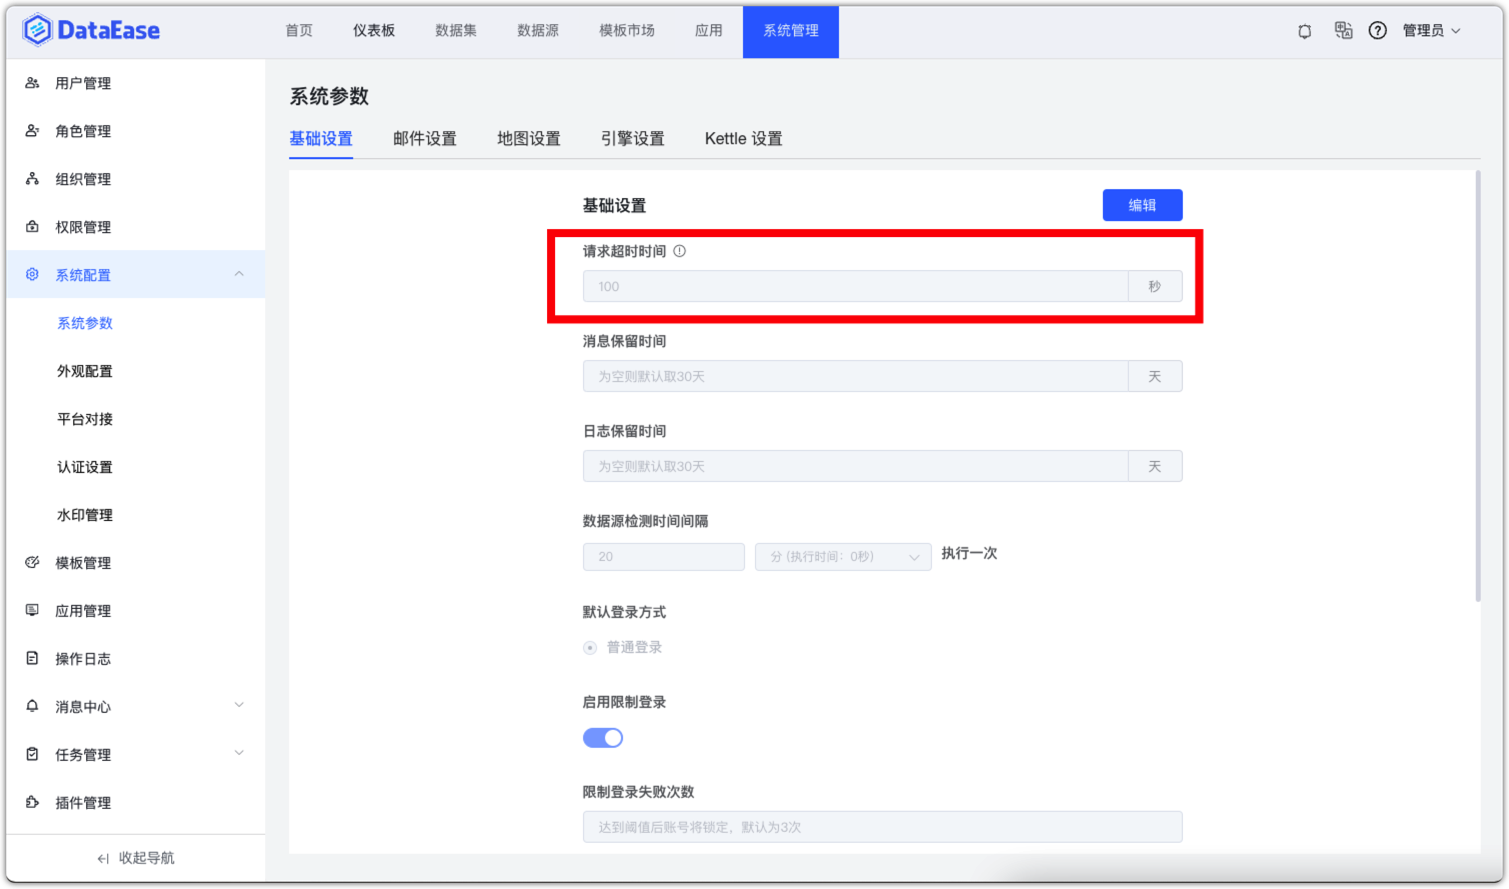 DataEase
首页 仪表板 数据集 数据源 模板市场 应用 系统管理 管理员
用户管理
角色管理
组织管理
权限管理
系统配置
系统参数
外观配置
平台对接
认证设置
水印管理
模板管理
应用管理
操作日志
消息中心
任务管理
插件管理
收起导航
系统参数
基础设置 邮件设置 地图设置 引擎设置 Kettle 设置
基础设置 编辑
请求超时时间
100 秒
消息保留时间
为空则默认取30天 天
日志保留时间
为空则默认取30天 天
数据源检测时间间隔
20 分 (执行时间：0秒) 执行一次
默认登录方式
普通登录
启用限制登录
限制登录失败次数
达到阈值后账号将锁定，默认为3次